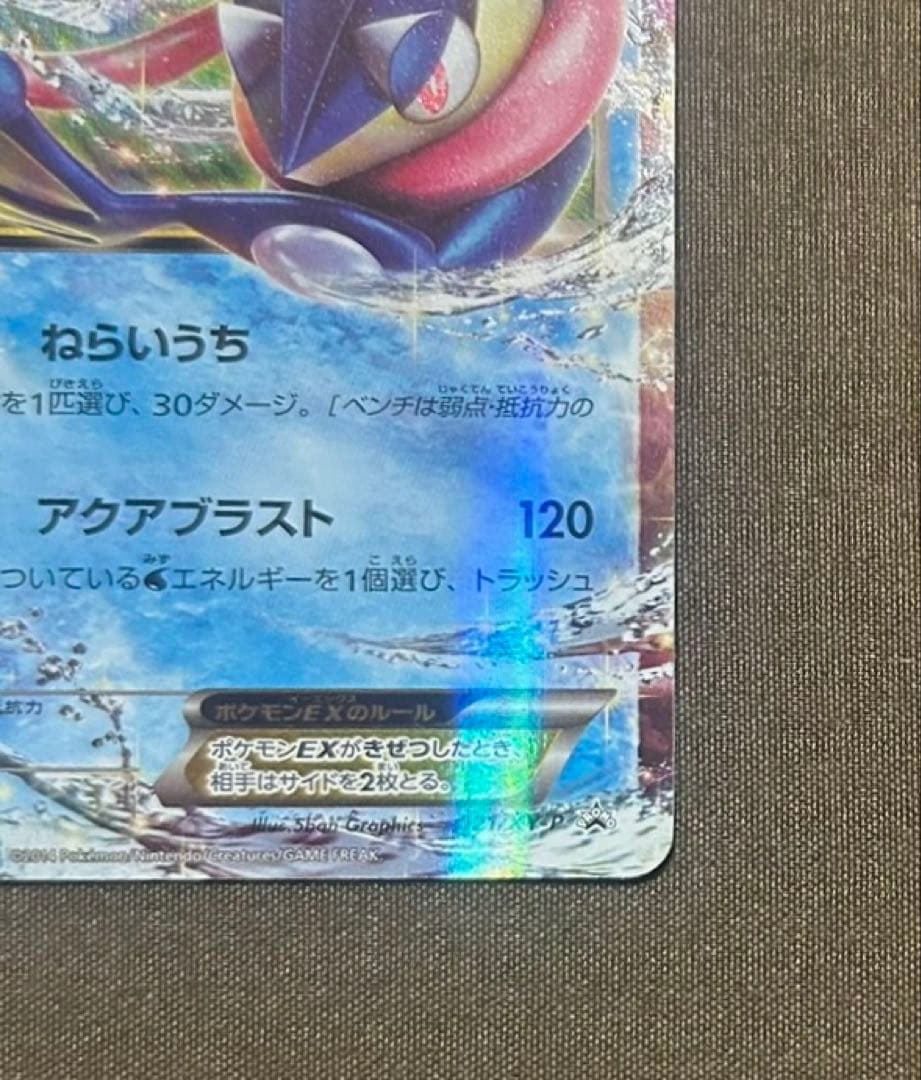 ねらいうち
を1匹選び、30ダメージ。[ベンチは弱点・抵抗力の
アクアブラスト 120
ついているエネルギーを1個選び、トラッシュ
抗力
ポケモンEXのルール
ポケモンEXがきぜつしたとき、
相手はサイドを2枚とる。
Illus. 5ban Graphics XY-P
©2014 Pokémon/Nintendo/Creatures/GAME FREAK.